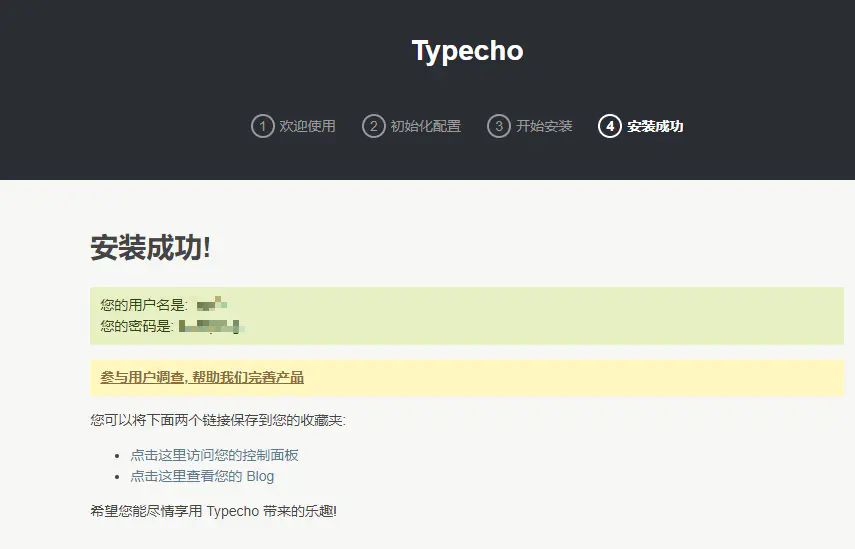 Typecho
1 欢迎使用 2 初始化配置 3 开始安装 4 安装成功
安装成功!
您的用户名是:
您的密码是:
参与用户调查, 帮助我们完善产品
您可以将下面两个链接保存到您的收藏夹:
点击这里访问您的控制面板
点击这里查看您的 Blog
希望您能尽情享用 Typecho 带来的乐趣!